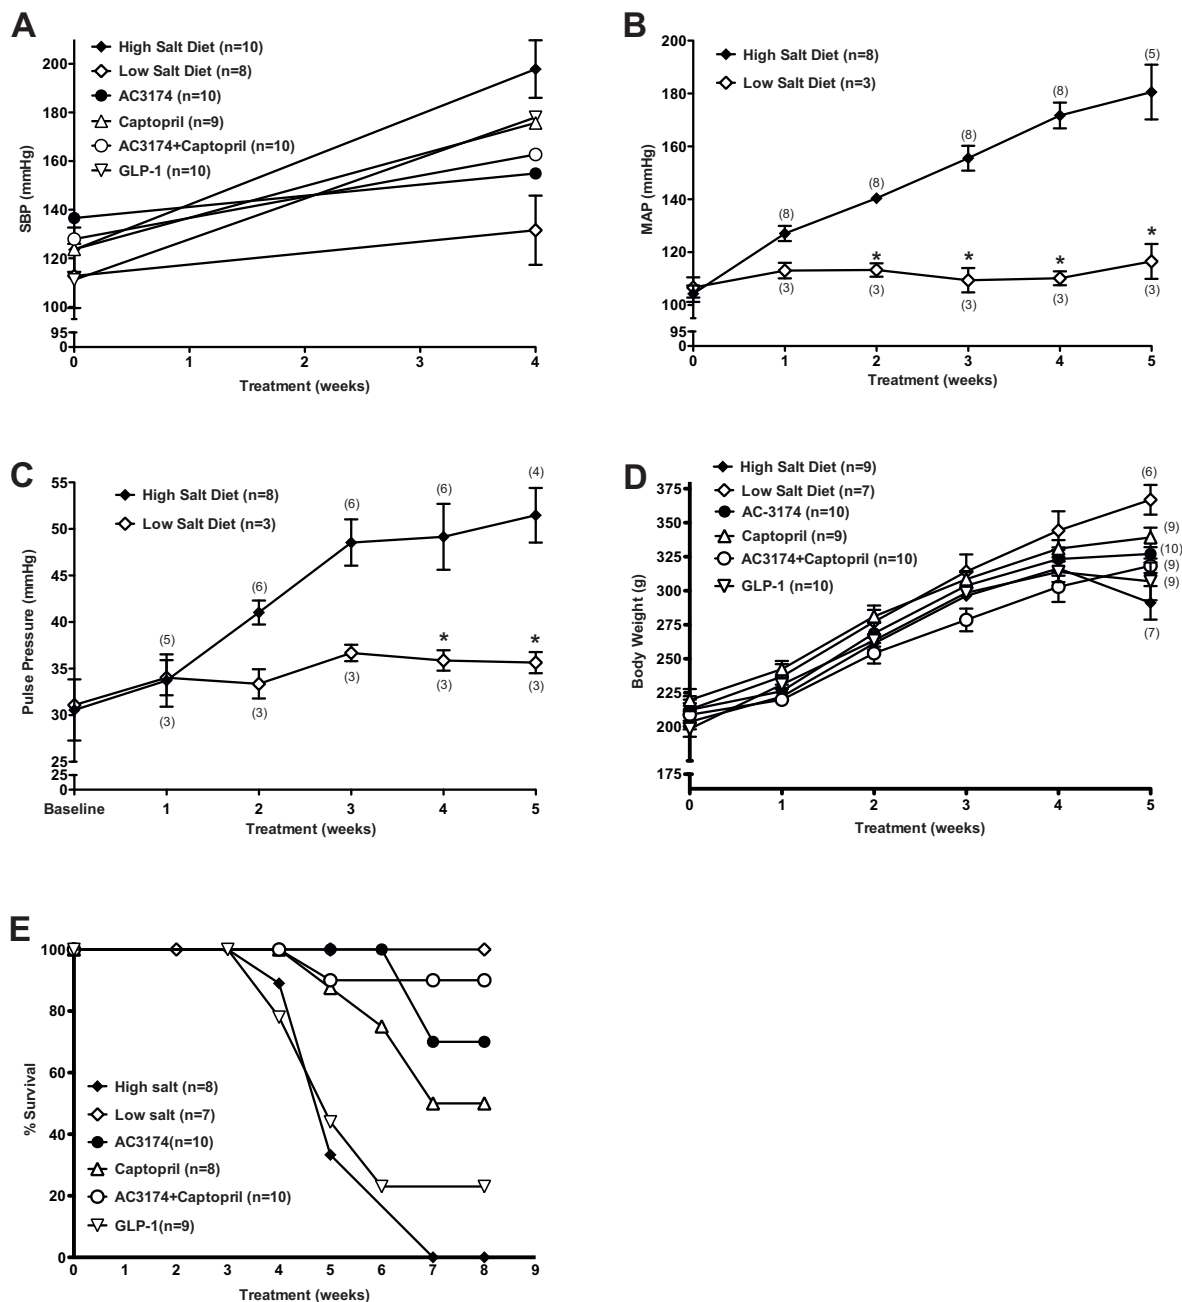 A
High Salt Diet (n=10)
Low Salt Diet (n=8)
AC3174 (n=10)
Captopril (n=9)
AC3174+Captopril (n=10)
GLP-1 (n=10)
SBP (mmHg)
200
180
160
140
120
100
95
0
0 1 2 3 4
Treatment (weeks)
B
High Salt Diet (n=8)
Low Salt Diet (n=3)
MAP (mmHg)
200
180
160
140
120
100
95
0
(8) (8) (8) (8) (5)
* * * *
(3) (3) (3) (3) (3)
0 1 2 3 4 5
Treatment (weeks)
C
High Salt Diet (n=8)
Low Salt Diet (n=3)
Pulse Pressure (mmHg)
55
50
45
40
35
30
25
25
0
(5) (6) (6) (6) (4)
* *
(3) (3) (3) (3) (3)
Baseline 1 2 3 4 5
Treatment (weeks)
D
High Salt Diet (n=9)
Low Salt Diet (n=7)
AC-3174 (n=10)
Captopril (n=9)
AC3174+Captopril (n=10)
GLP-1 (n=10)
Body Weight (g)
375
350
325
300
275
250
225
200
175
(6)
(9)
(10)
(9)
(9)
(7)
0 1 2 3 4 5
Treatment (weeks)
E
High salt (n=8)
Low salt (n=7)
AC3174(n=10)
Captopril (n=8)
AC3174+Captopril (n=10)
GLP-1(n=9)
% Survival
100
80
60
40
20
0
0 1 2 3 4 5 6 7 8 9
Treatment (weeks)